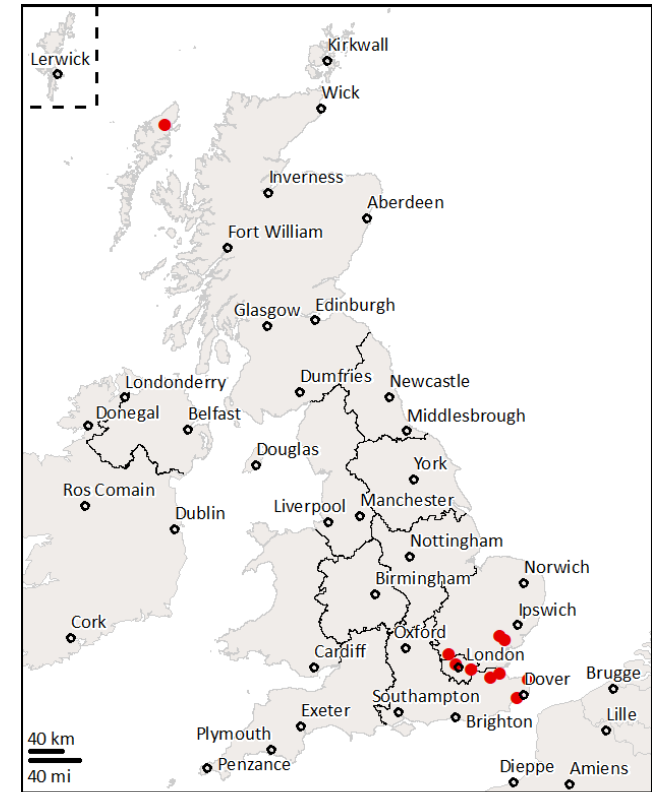 Kirkwall
Lerwick
Wick
Inverness
Aberdeen
Fort William
Glasgow
Edinburgh
Dumfries
Londonderry
Newcastle
Donegal
Belfast
Middlesbrough
Douglas
York
Ros Comain
Manchester
Liverpool
Dublin
Nottingham
Norwich
Birmingham
Ipswich
Cork
Oxford
Cardiff
London
Brugge
Dover
Southampton
Exeter
Lille
Brighton
Plymouth
40 km
Penzance
Dieppe
Amiens
40 mi